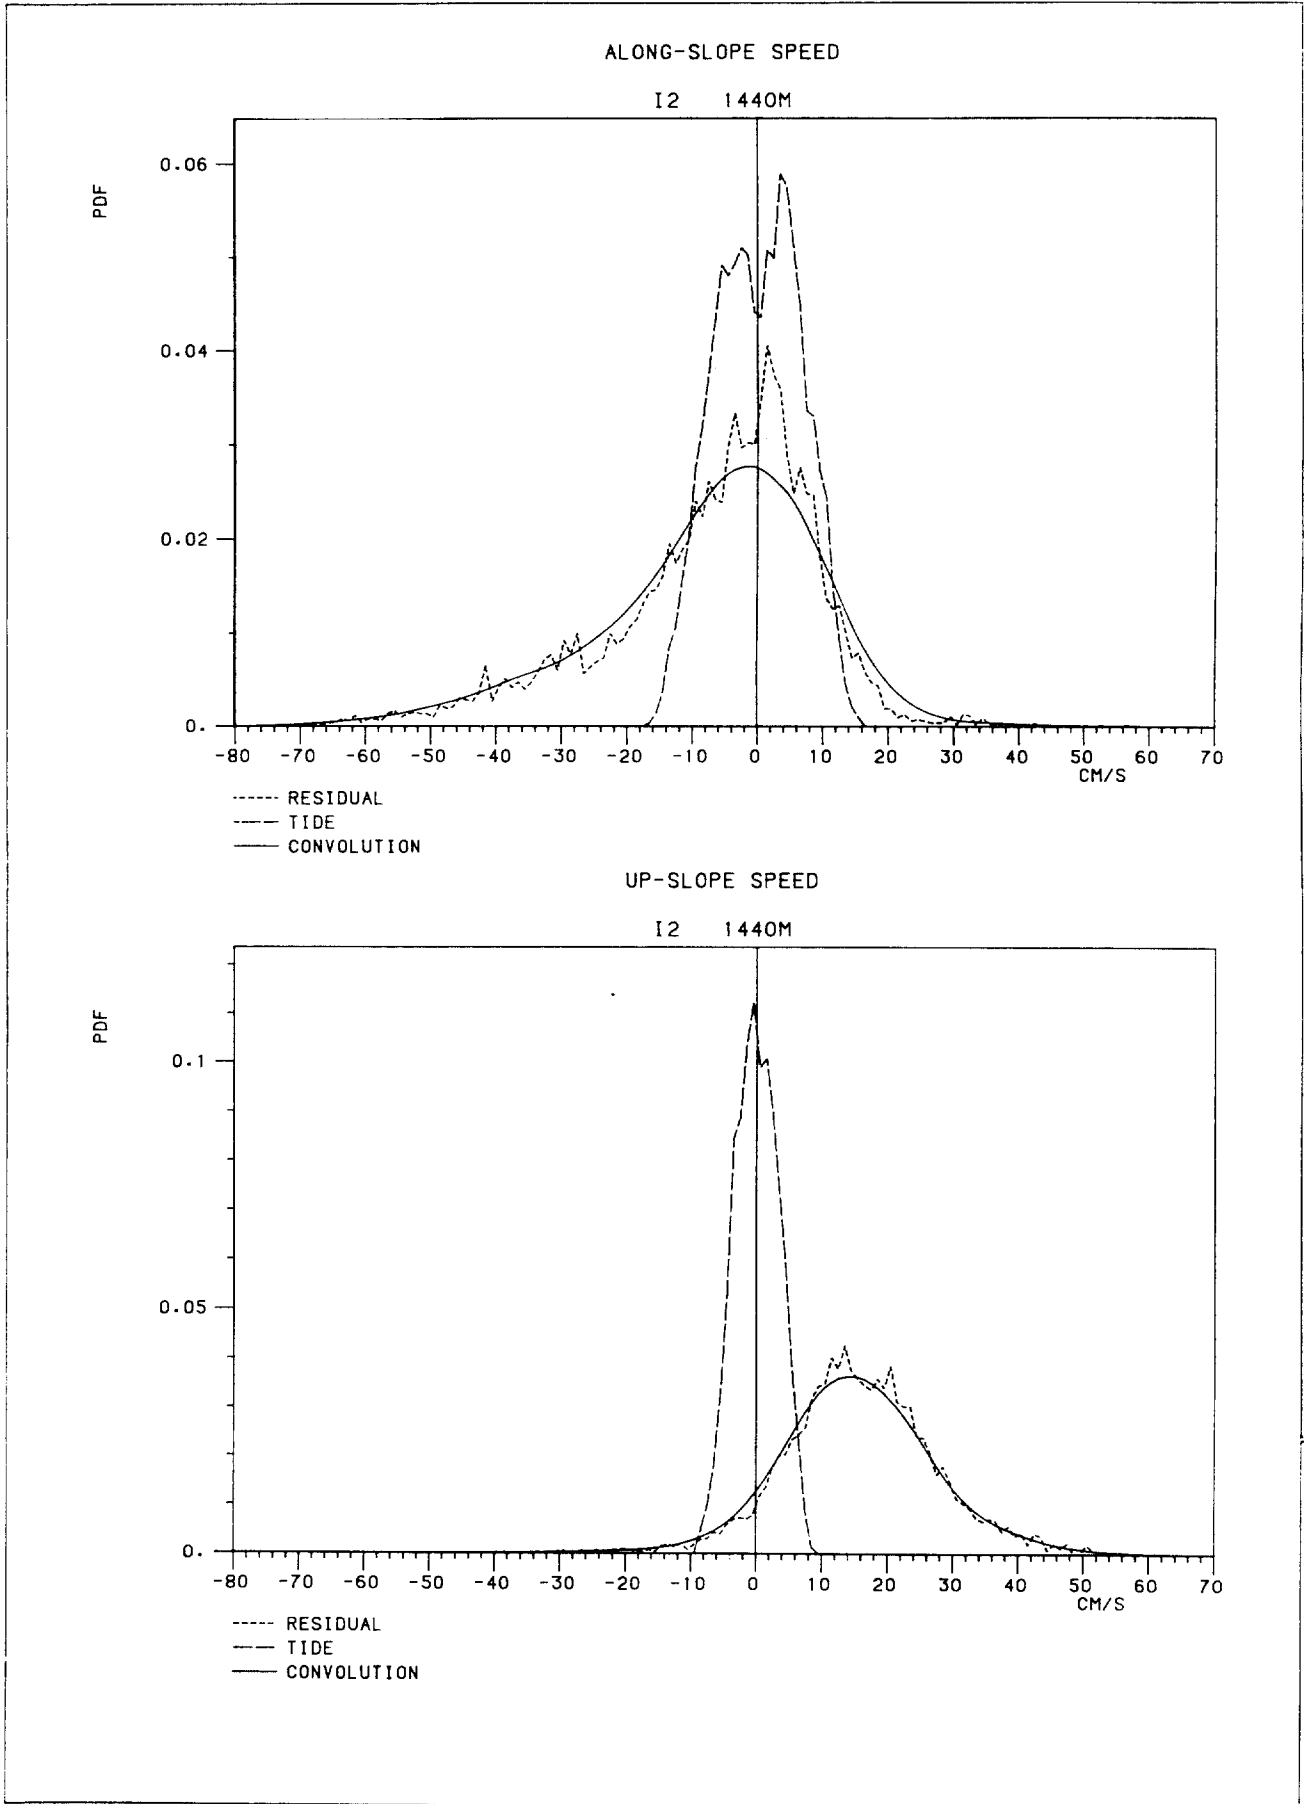 ALONG-SLOPE SPEED
I2 1440M
PDF
0.06
0.04
0.02
0.
-80 -70 -60 -50 -40 -30 -20 -10 0 10 20 30 40 50 60 70
CM/S
RESIDUAL
TIDE
CONVOLUTION
UP-SLOPE SPEED
I2 1440M
PDF
0.1
0.05
0.
-80 -70 -60 -50 -40 -30 -20 -10 0 10 20 30 40 50 60 70
CM/S
RESIDUAL
TIDE
CONVOLUTION